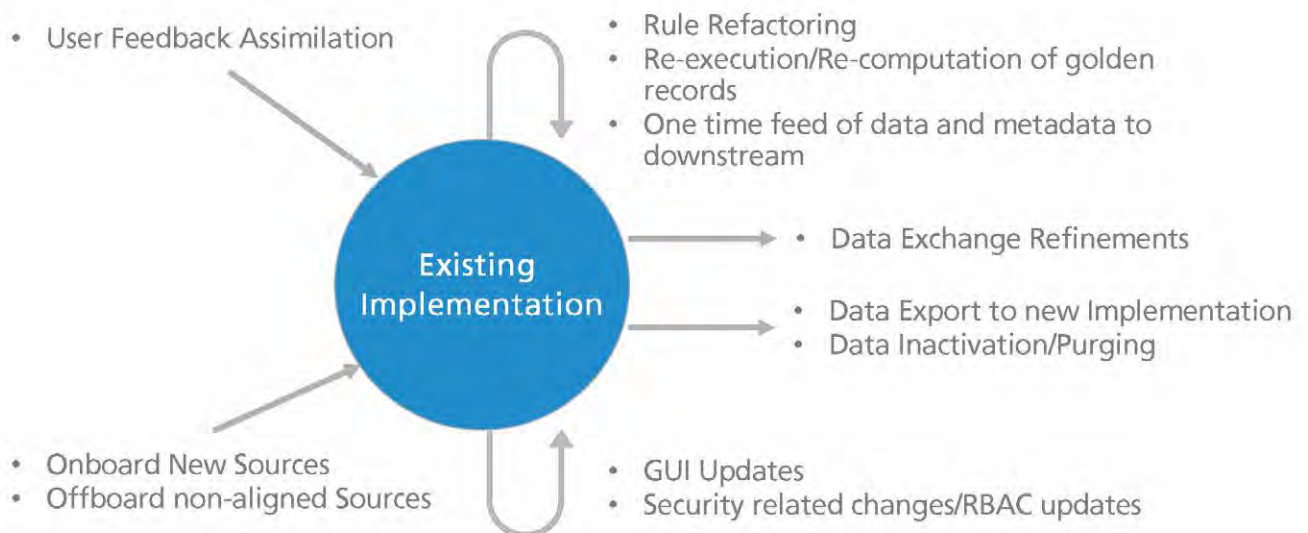 • User Feedback Assimilation
• Rule Refactoring
• Re-execution/Re-computation of golden
records
• One time feed of data and metadata to
downstream
Existing
Implementation
• Data Exchange Refinements
• Data Export to new Implementation
• Data Inactivation/Purging
• Onboard New Sources
• Offboard non-aligned Sources
• GUI Updates
• Security related changes/RBAC updates